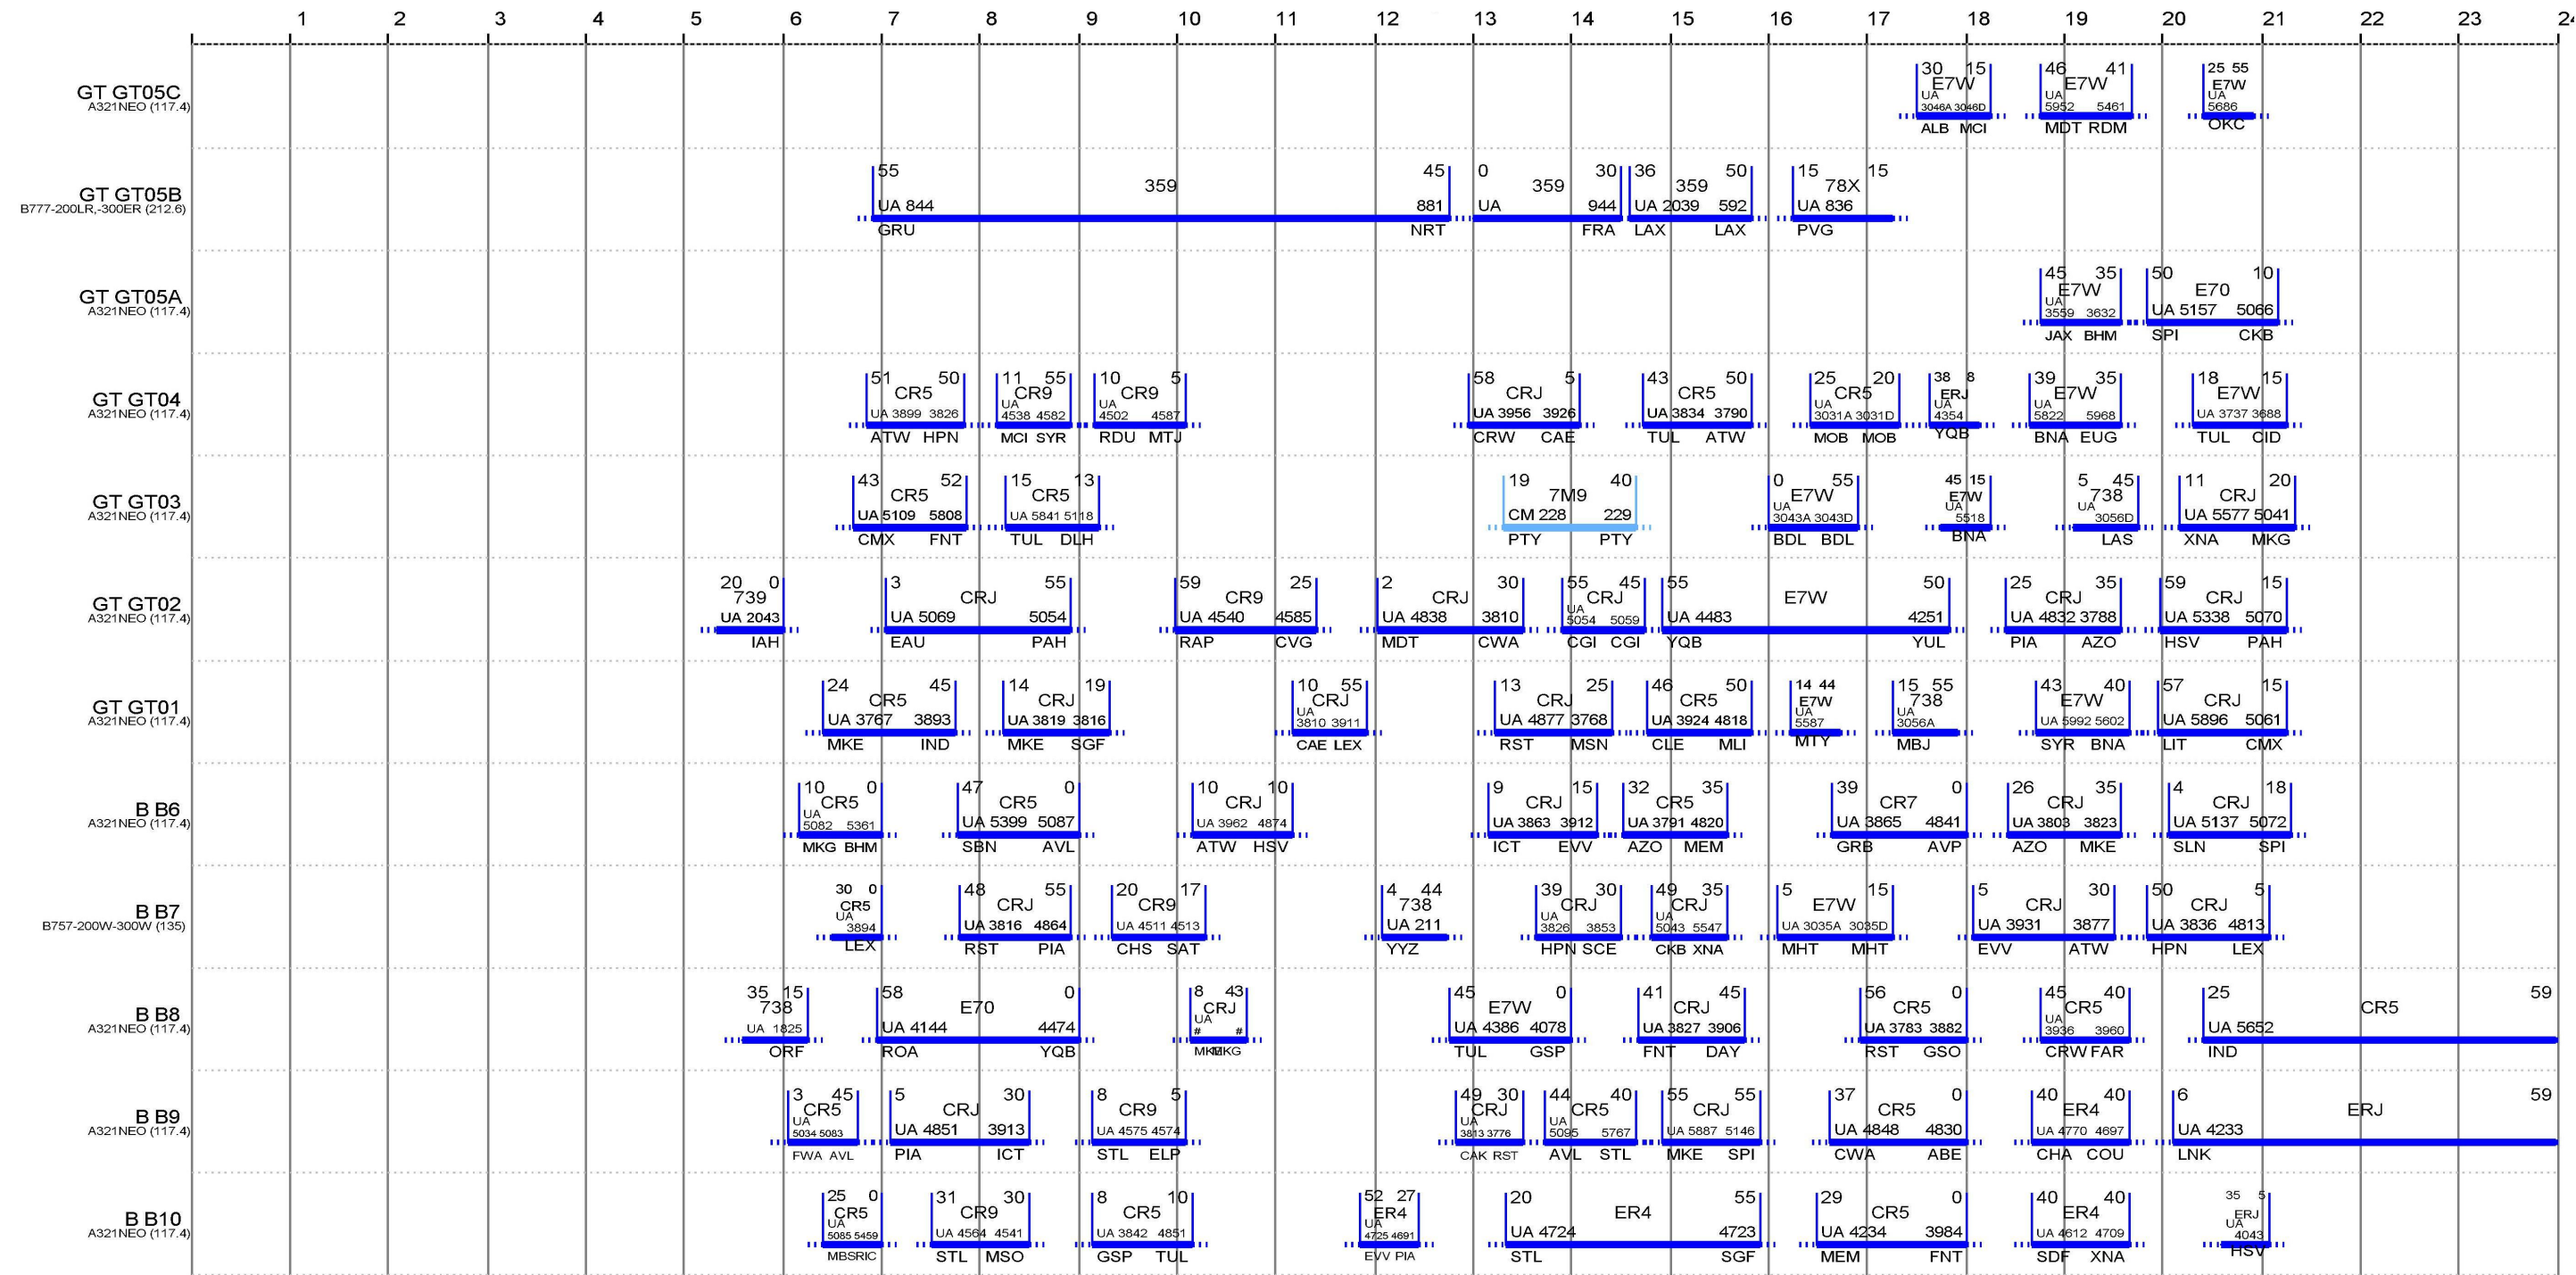 1 2 3 4 5 6 7 8 9 10 11 12 13 14 15 16 17 18 19 20 21 22 23 24
30 15 46 41 25 55
GT GT05C E7W E7W E7W
A321NEO (117.4) UA UA UA
3046A 3046D 5952 5461 5686
ALB MCI MDT RDM OKC
55 45 0 30 36 50 15 15
GT GT05B 359 359 359 78X
B777-200LR,-300ER (212.6) UA 844 881 UA 944 UA 2039 592 UA 836
GRU NRT FRA LAX LAX PVG
45 35 50 10
GT GT05A E7W E70
A321NEO (117.4) UA 3559 3632 UA 5157 5066
JAX BHM SPI CKB
51 50 11 55 10 5 58 5 43 50 25 20 38 8 39 35 18 15
GT GT04 CR5 CR9 CR9 CRJ CR5 CR5 ERJ E7W E7W
A321NEO (117.4) UA 3899 3826 UA 4538 4582 UA 4502 4587 UA 3956 3926 UA 3834 3790 UA 3031A 3031D UA 4354 UA 5822 5968 UA 3737 3688
ATW HPN MCI SYR RDU MTJ CRW CAE TUL ATW MOB MOB YQB BNA EUG TUL CID
43 52 15 13 19 40 0 55 45 15 5 45 11 20
GT GT03 CR5 CR5 7M9 E7W E7W 738 CRJ
A321NEO (117.4) UA 5109 5808 UA 5841 5118 CM 228 229 UA 3043A 3043D UA 5518 UA 3056D UA 5577 5041
CMX FNT TUL DLH PTY PTY BDL BDL BNA LAS XNA MKG
20 0 3 55 59 25 2 30 55 45 55 50 25 35 59 15
GT GT02 739 CRJ CR9 CRJ CRJ E7W CRJ CRJ
A321NEO (117.4) UA 2043 UA 5069 5054 UA 4540 4585 UA 4838 3810 UA 5054 5059 UA 4483 4251 UA 4832 3788 UA 5338 5070
IAH EAU PAH RAP CVG MDT CWA CGI CGI YQB YUL PIA AZO HSV PAH
24 45 14 19 10 55 13 25 46 50 14 44 15 55 43 40 57 15
GT GT01 CR5 CRJ CRJ CRJ CR5 E7W 738 E7W CRJ
A321NEO (117.4) UA 3767 3893 UA 3819 3816 UA 3810 3911 UA 4877 3768 UA 3924 4818 UA 5587 UA 3056A UA 5992 5602 UA 5896 5061
MKE IND MKE SGF CAE LEX RST MSN CLE MLI MTY MBJ SYR BNA LIT CMX
10 0 47 0 10 10 9 15 32 35 39 0 26 35 4 18
B B6 CR5 CR5 CRJ CRJ CR5 CR7 CRJ CRJ
A321NEO (117.4) UA 5082 5361 UA 5399 5087 UA 3962 4874 UA 3863 3912 UA 3791 4820 UA 3865 4841 UA 3803 3823 UA 5137 5072
MKG BHM SBN AVL ATW HSV ICT EVV AZO MEM GRB AVP AZO MKE SLN SPI
30 0 48 55 20 17 4 44 39 30 49 35 5 15 5 30 50 5
B B7 CR5 CRJ CR9 738 CRJ CRJ E7W CRJ CRJ
B757-200W-300W (135) UA 3894 UA 3816 4864 UA 4511 4513 UA 211 UA 3826 3853 UA 5043 5547 UA 3035A 3035D UA 3931 3877 UA 3836 4813
LEX RST PIA CHS SAT YYZ HPN SCE CKB XNA MHT MHT EVV ATW HPN LEX
35 15 58 0 8 43 45 0 41 45 56 0 45 40 25 59
B B8 738 E70 CRJ E7W CRJ CR5 CR5 CR5
A321NEO (117.4) UA 1825 UA 4144 4474 UA # # UA 4386 4078 UA 3827 3906 UA 3783 3882 UA 3936 3960 UA 5652
ORF ROA YQB MKG TUL GSP FNT DAY RST GSO CRW FAR IND
3 45 5 30 8 5 49 30 44 40 55 55 37 0 40 40 6 59
B B9 CR5 CRJ CR9 CRJ CR5 CRJ CR5 ER4 ERJ
A321NEO (117.4) UA 5034 5083 UA 4851 3913 UA 4575 4574 UA 3813 3776 UA 5095 5767 UA 5887 5146 UA 4848 4830 UA 4770 4697 UA 4233
FWA AVL PIA ICT STL ELP CAK RST AVL STL MKE SPI CWA ABE CHA COU LNK
25 0 31 30 8 10 52 27 20 55 29 0 40 40 35 5
B B10 CR5 CR9 CR5 ER4 ER4 CR5 ER4 ERJ
A321NEO (117.4) UA 5085 5459 UA 4564 4541 UA 3842 4851 UA 4725 4691 UA 4724 4723 UA 4234 3984 UA 4612 4709 UA 4043
MBS RIC STL MSO GSP TUL EVV PIA STL SGF MEM FNT SDF XNA HSV